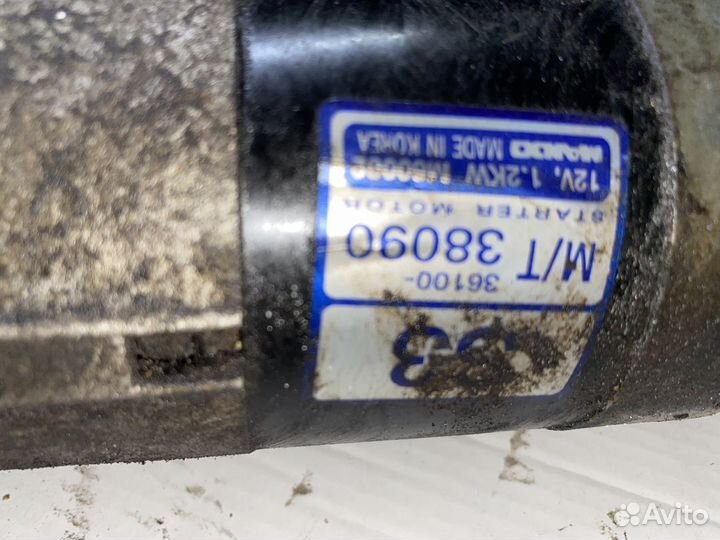 36100-
M/T 38090
STARTER MOTOR
12V, 1.2KW
MANDO MADE IN KOREA
Avito